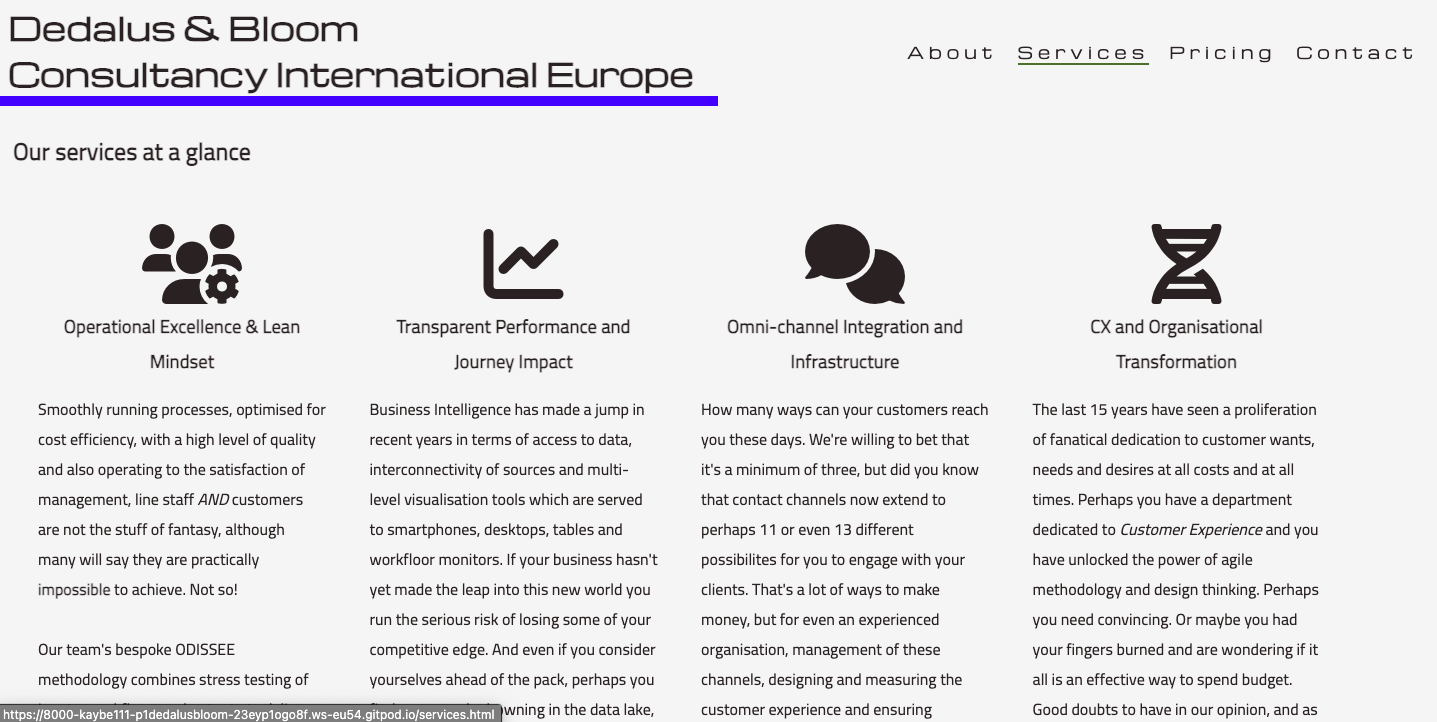 Dedalus & Bloom
Consultancy International Europe
About Services Pricing Contact
Our services at a glance
Operational Excellence & Lean
Mindset
Smoothly running processes, optimised for
cost efficiency, with a high level of quality
and also operating to the satisfaction of
management, line staff AND customers
are not the stuff of fantasy, although
many will say they are practically
impossible to achieve. Not so!
Our team's bespoke ODISSEE
methodology combines stress testing of
Transparent Performance and
Journey Impact
Business Intelligence has made a jump in
recent years in terms of access to data,
interconnectivity of sources and multi-
level visualisation tools which are served
to smartphones, desktops, tables and
workfloor monitors. If your business hasn't
yet made the leap into this new world you
run the serious risk of losing some of your
competitive edge. And even if you consider
yourselves ahead of the pack, perhaps you
owning in the data lake,
Omni-channel Integration and
Infrastructure
How many ways can your customers reach
you these days. We're willing to bet that
it's a minimum of three, but did you know
that contact channels now extend to
perhaps 11 or even 13 different
possibilites for you to engage with your
clients. That's a lot of ways to make
money, but for even an experienced
organisation, management of these
channels, designing and measuring the
customer experience and ensuring
CX and Organisational
Transformation
The last 15 years have seen a proliferation
of fanatical dedication to customer wants,
needs and desires at all costs and at all
times. Perhaps you have a department
dedicated to Customer Experience and you
have unlocked the power of agile
methodology and design thinking. Perhaps
you need convincing. Or maybe you had
your fingers burned and are wondering if it
all is an effective way to spend budget.
Good doubts to have in our opinion, and as
https://8000-kaybe111-p1dedalusbloom-23eyp1ogo8f.ws-eu54.gitpod.io/services.html